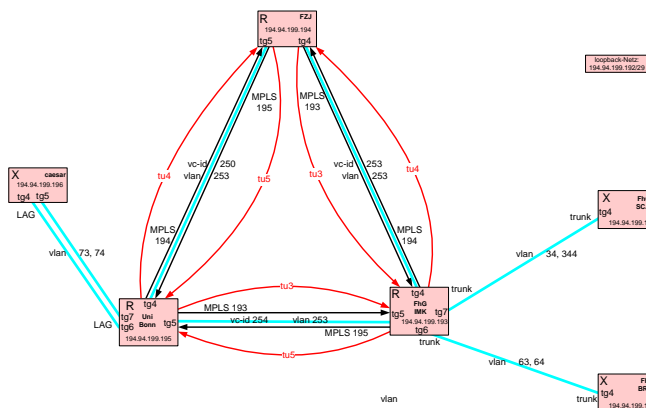 R
FZJ
194.94.199.194
tg5
tg4
loopback-Netz:
194.94.199.192/29
MPLS
195
MPLS
193
tu4
tu5
tu3
tu4
vc-id
250
vlan
253
vc-id
253
vlan
253
X
caesar
194.94.199.196
tg4
tg5
LAG
vlan
73, 74
LAG
MPLS
194
MPLS
194
X
tg4
trunk
vlan
34, 344
R
tg4
Uni
Bonn
tg7
tg6
tg5
194.94.199.195
tu3
MPLS 193
vc-id 254
vlan 253
MPLS 195
tu5
R
tg4
trunk
FhG
IMK
tg5
tg7
194.94.199.193
tg6
trunk
vlan
63, 64
X
tg4
trunk
vlan